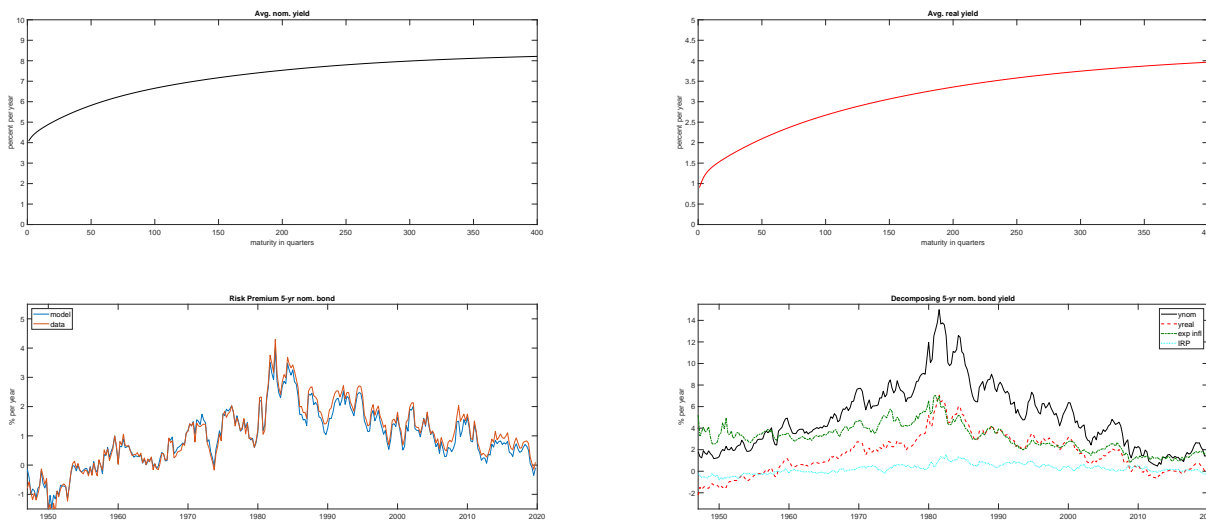 Avg. nom. yield
10
9
8
7
6
5
4
3
2
1
0
percent per year
0 50 100 150 200 250 300 350 400
maturity in quarters
Avg. real yield
5
4.5
4
3.5
3
2.5
2
1.5
1
0.5
0
percent per year
0 50 100 150 200 250 300 350
maturity in quarters
Risk Premium 5-yr nom. bond
model
data
5
4
3
2
1
0
-1
% per year
1950 1960 1970 1980 1990 2000 2010 2020
Decomposing 5-yr nom. bond yield
ynom
yreal
exp infl
IRP
14
12
10
8
6
4
2
0
-2
% per year
1950 1960 1970 1980 1990 2000 2010